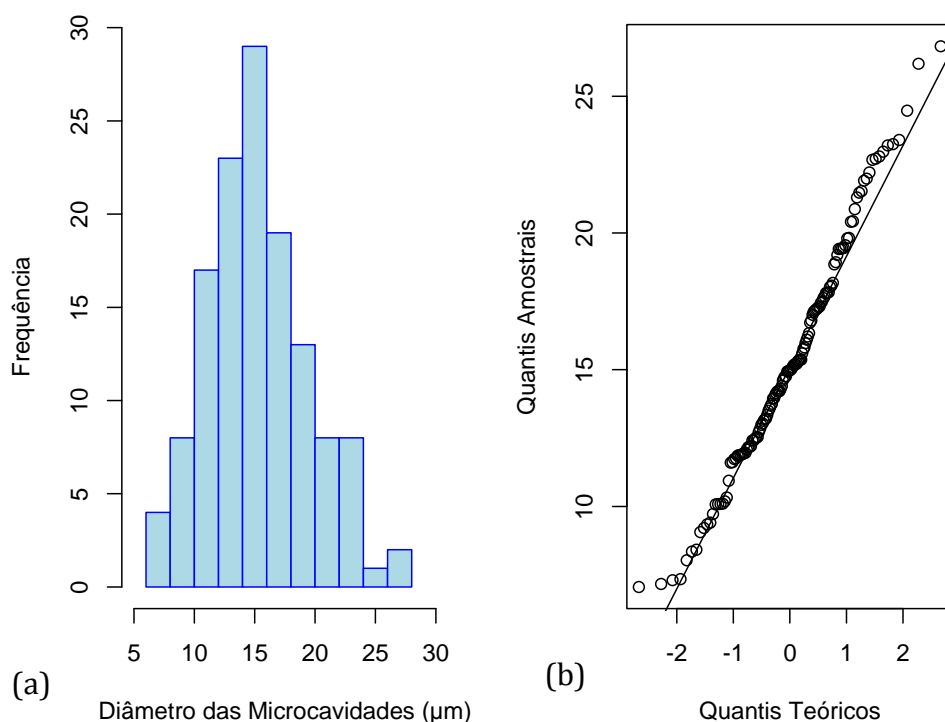 Frequência
30
25
20
15
10
5
0
5 10 15 20 25 30
Diâmetro das Microcavidades (µm)
(a)
Quantis Amostrais
25
20
15
10
-2 -1 0 1 2
Quantis Teóricos
(b)